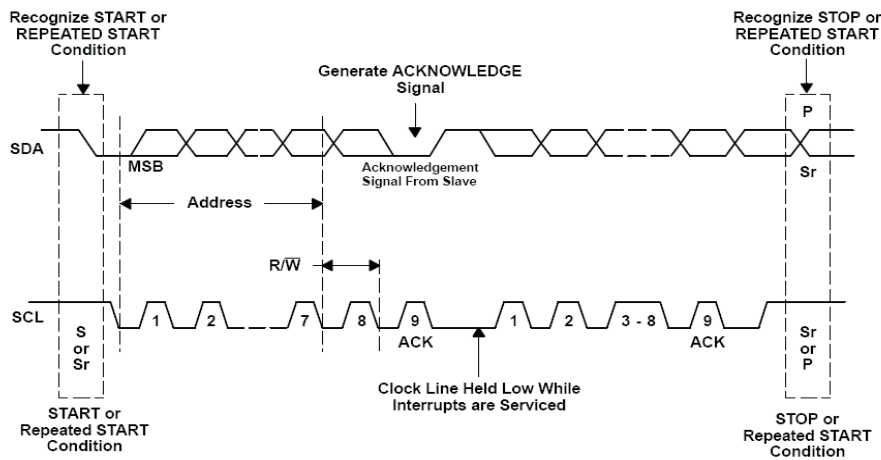 Recognize START or
REPEATED START
Condition
Recognize STOP or
REPEATED START
Condition
Generate ACKNOWLEDGE
Signal
P
SDA
MSB
Acknowledgement
Signal From Slave
Sr
Address
R/W̅
SCL
1
2
7
8
9
1
2
3 - 8
9
ACK
ACK
S
or
Sr
Sr
or
P
Clock Line Held Low While
Interrupts are Serviced
START or
Repeated START
Condition
STOP or
Repeated START
Condition